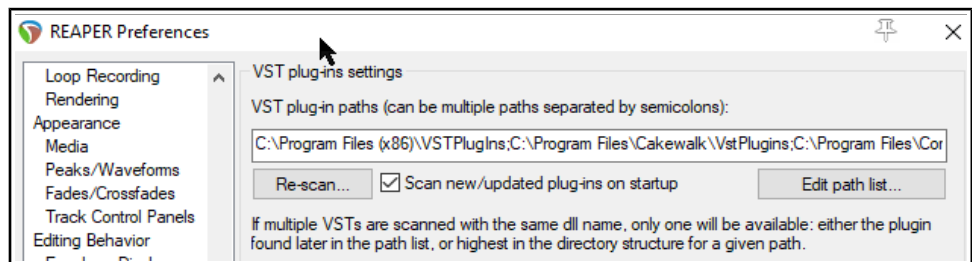 REAPER Preferences
Loop Recording
Rendering
Appearance
Media
Peaks/Waveforms
Fades/Crossfades
Track Control Panels
Editing Behavior
VST plug-ins settings
VST plug-in paths (can be multiple paths separated by semicolons):
C:\Program Files (x86)\VSTPlugIns;C:\Program Files\Cakewalk\VstPlugins;C:\Program Files\Cor
Re-scan... Scan new/updated plug-ins on startup Edit path list...
If multiple VSTs are scanned with the same dll name, only one will be available: either the plugin
found later in the path list, or highest in the directory structure for a given path.